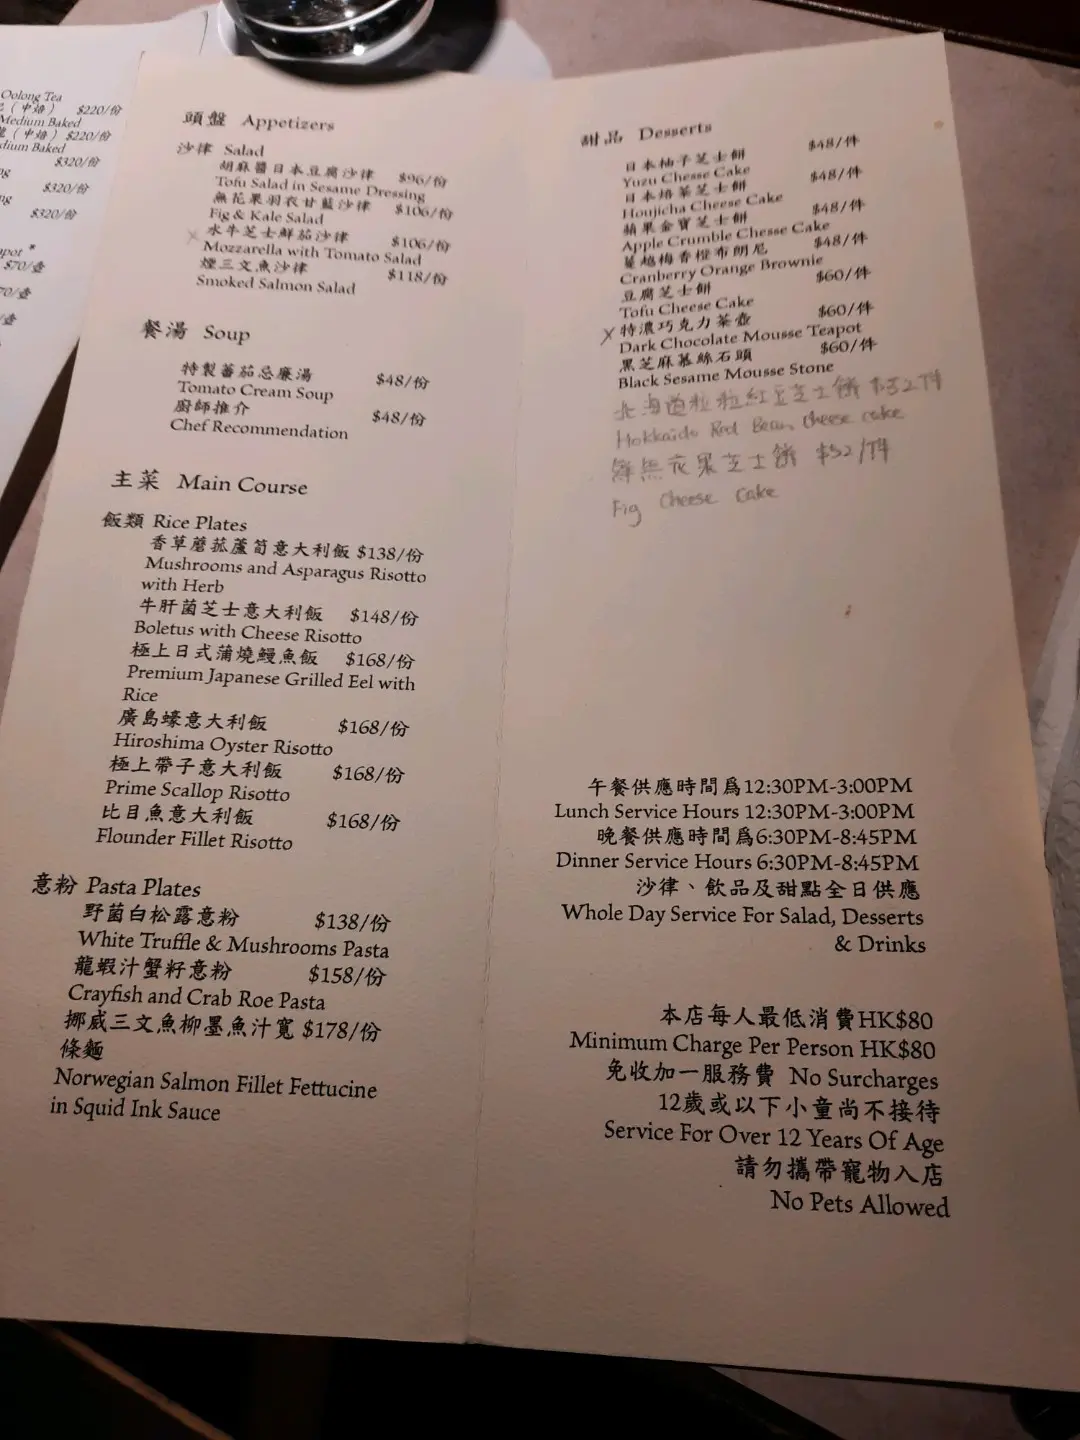 Oolong Tea
（中焙） $220/份
Medium Baked
（中焙） $220/份
dium Baked
$320/份
$320/份
$320/份
pot *
$70/壺
70/壺
/壺
頭盤 Appetizers
沙律 Salad
胡麻醬日本豆腐沙律 $96/份
Tofu Salad in Sesame Dressing
無花果羽衣甘藍沙律 $106/份
Fig & Kale Salad
x 水牛芝士鮮茄沙律 $106/份
Mozzarella with Tomato Salad
煙三文魚沙律 $118/份
Smoked Salmon Salad
餐湯 Soup
特製蕃茄忌廉湯 $48/份
Tomato Cream Soup
廚師推介 $48/份
Chef Recommendation
主菜 Main Course
飯類 Rice Plates
香草蘑菰蘆筍意大利飯 $138/份
Mushrooms and Asparagus Risotto
with Herb
牛肝菌芝士意大利飯 $148/份
Boletus with Cheese Risotto
極上日式蒲燒鰻魚飯 $168/份
Premium Japanese Grilled Eel with
Rice
廣島蠔意大利飯 $168/份
Hiroshima Oyster Risotto
極上帶子意大利飯 $168/份
Prime Scallop Risotto
比目魚意大利飯 $168/份
Flounder Fillet Risotto
意粉 Pasta Plates
野菌白松露意粉 $138/份
White Truffle & Mushrooms Pasta
龍蝦汁蟹籽意粉 $158/份
Crayfish and Crab Roe Pasta
挪威三文魚柳墨魚汁寬 $178/份
條麵
Norwegian Salmon Fillet Fettucine
in Squid Ink Sauce
甜品 Desserts
日本柚子芝士餅 $48/件
Yuzu Chesse Cake
日本焙茶芝士餅 $48/件
Houjicha Cheese Cake
蘋果金寶芝士餅 $48/件
Apple Crumble Chesse Cake
蔓越梅香橙布朗尼 $48/件
Cranberry Orange Brownie
豆腐芝士餅 $60/件
Tofu Cheese Cake
x 特濃巧克力茶壺 $60/件
Dark Chocolate Mousse Teapot
黑芝麻慕絲石頭 $60/件
Black Sesame Mousse Stone
北海道粒粒紅豆芝士餅 $52/件
Hokkaido Red Bean Cheese cake
鮮無花果芝士餅 $52/件
Fig Cheese Cake
午餐供應時間爲12:30PM-3:00PM
Lunch Service Hours 12:30PM-3:00PM
晚餐供應時間爲6:30PM-8:45PM
Dinner Service Hours 6:30PM-8:45PM
沙律、飲品及甜點全日供應
Whole Day Service For Salad, Desserts
& Drinks
本店每人最低消費HK$80
Minimum Charge Per Person HK$80
免收加一服務費 No Surcharges
12歲或以下小童尚不接待
Service For Over 12 Years Of Age
請勿攜帶寵物入店
No Pets Allowed